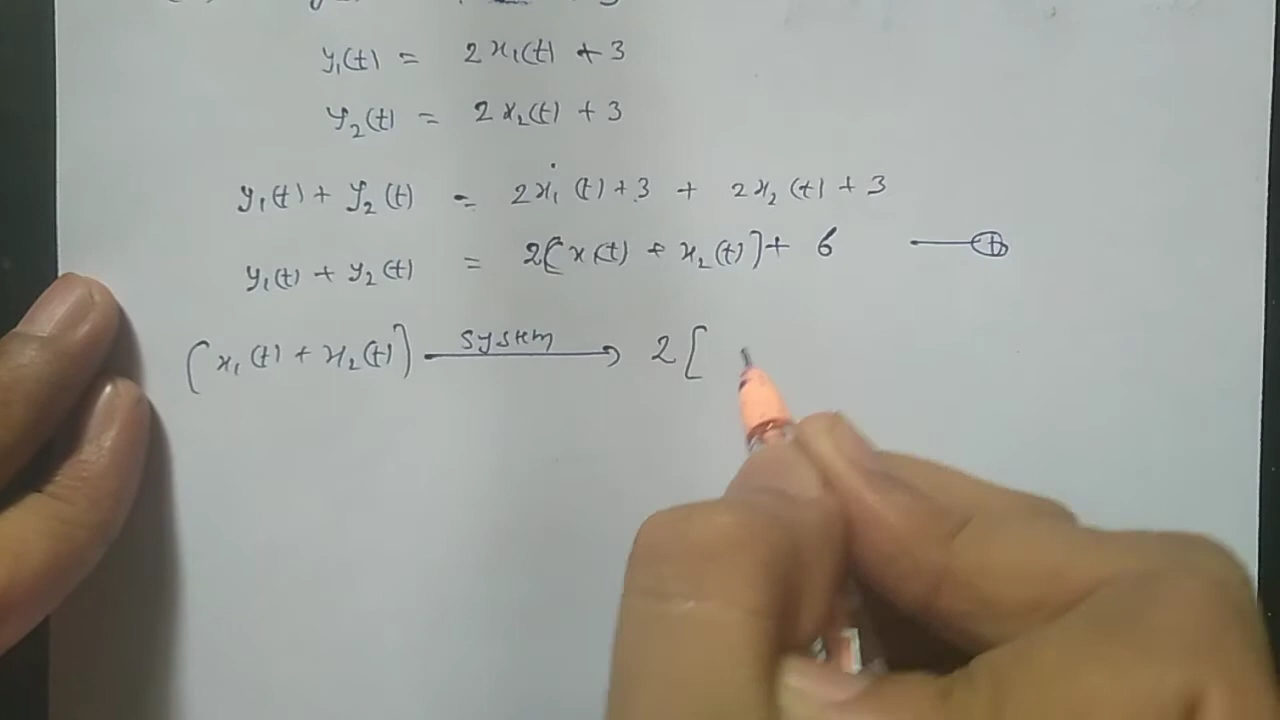 y₁(t) = 2x₁(t) + 3
y₂(t) = 2x₂(t) + 3
y₁(t) + y₂(t) = 2x₁(t) + 3 + 2x₂(t) + 3
y₁(t) + y₂(t) = 2[x(t) + x₂(t)] + 6
[x₁(t) + x₂(t)] system → 2[